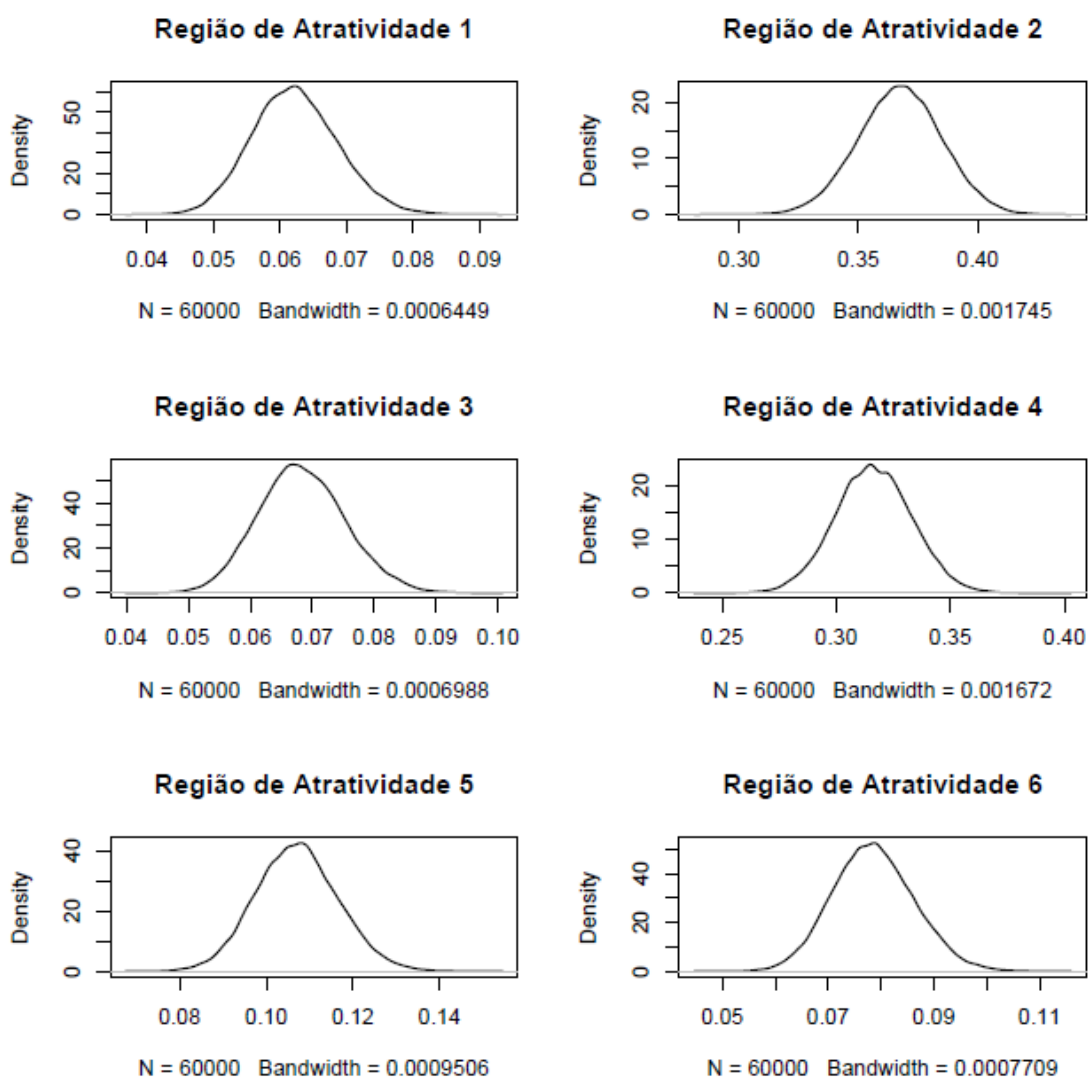 Região de Atratividade 1
Density
0 20 50
0.04 0.05 0.06 0.07 0.08 0.09
N = 60000 Bandwidth = 0.0006449
Região de Atratividade 2
Density
0 10 20
0.30 0.35 0.40
N = 60000 Bandwidth = 0.001745
Região de Atratividade 3
Density
0 20 40
0.04 0.05 0.06 0.07 0.08 0.09 0.10
N = 60000 Bandwidth = 0.0006988
Região de Atratividade 4
Density
0 10 20
0.25 0.30 0.35 0.40
N = 60000 Bandwidth = 0.001672
Região de Atratividade 5
Density
0 20 40
0.08 0.10 0.12 0.14
N = 60000 Bandwidth = 0.0009506
Região de Atratividade 6
Density
0 20 40
0.05 0.07 0.09 0.11
N = 60000 Bandwidth = 0.0007709